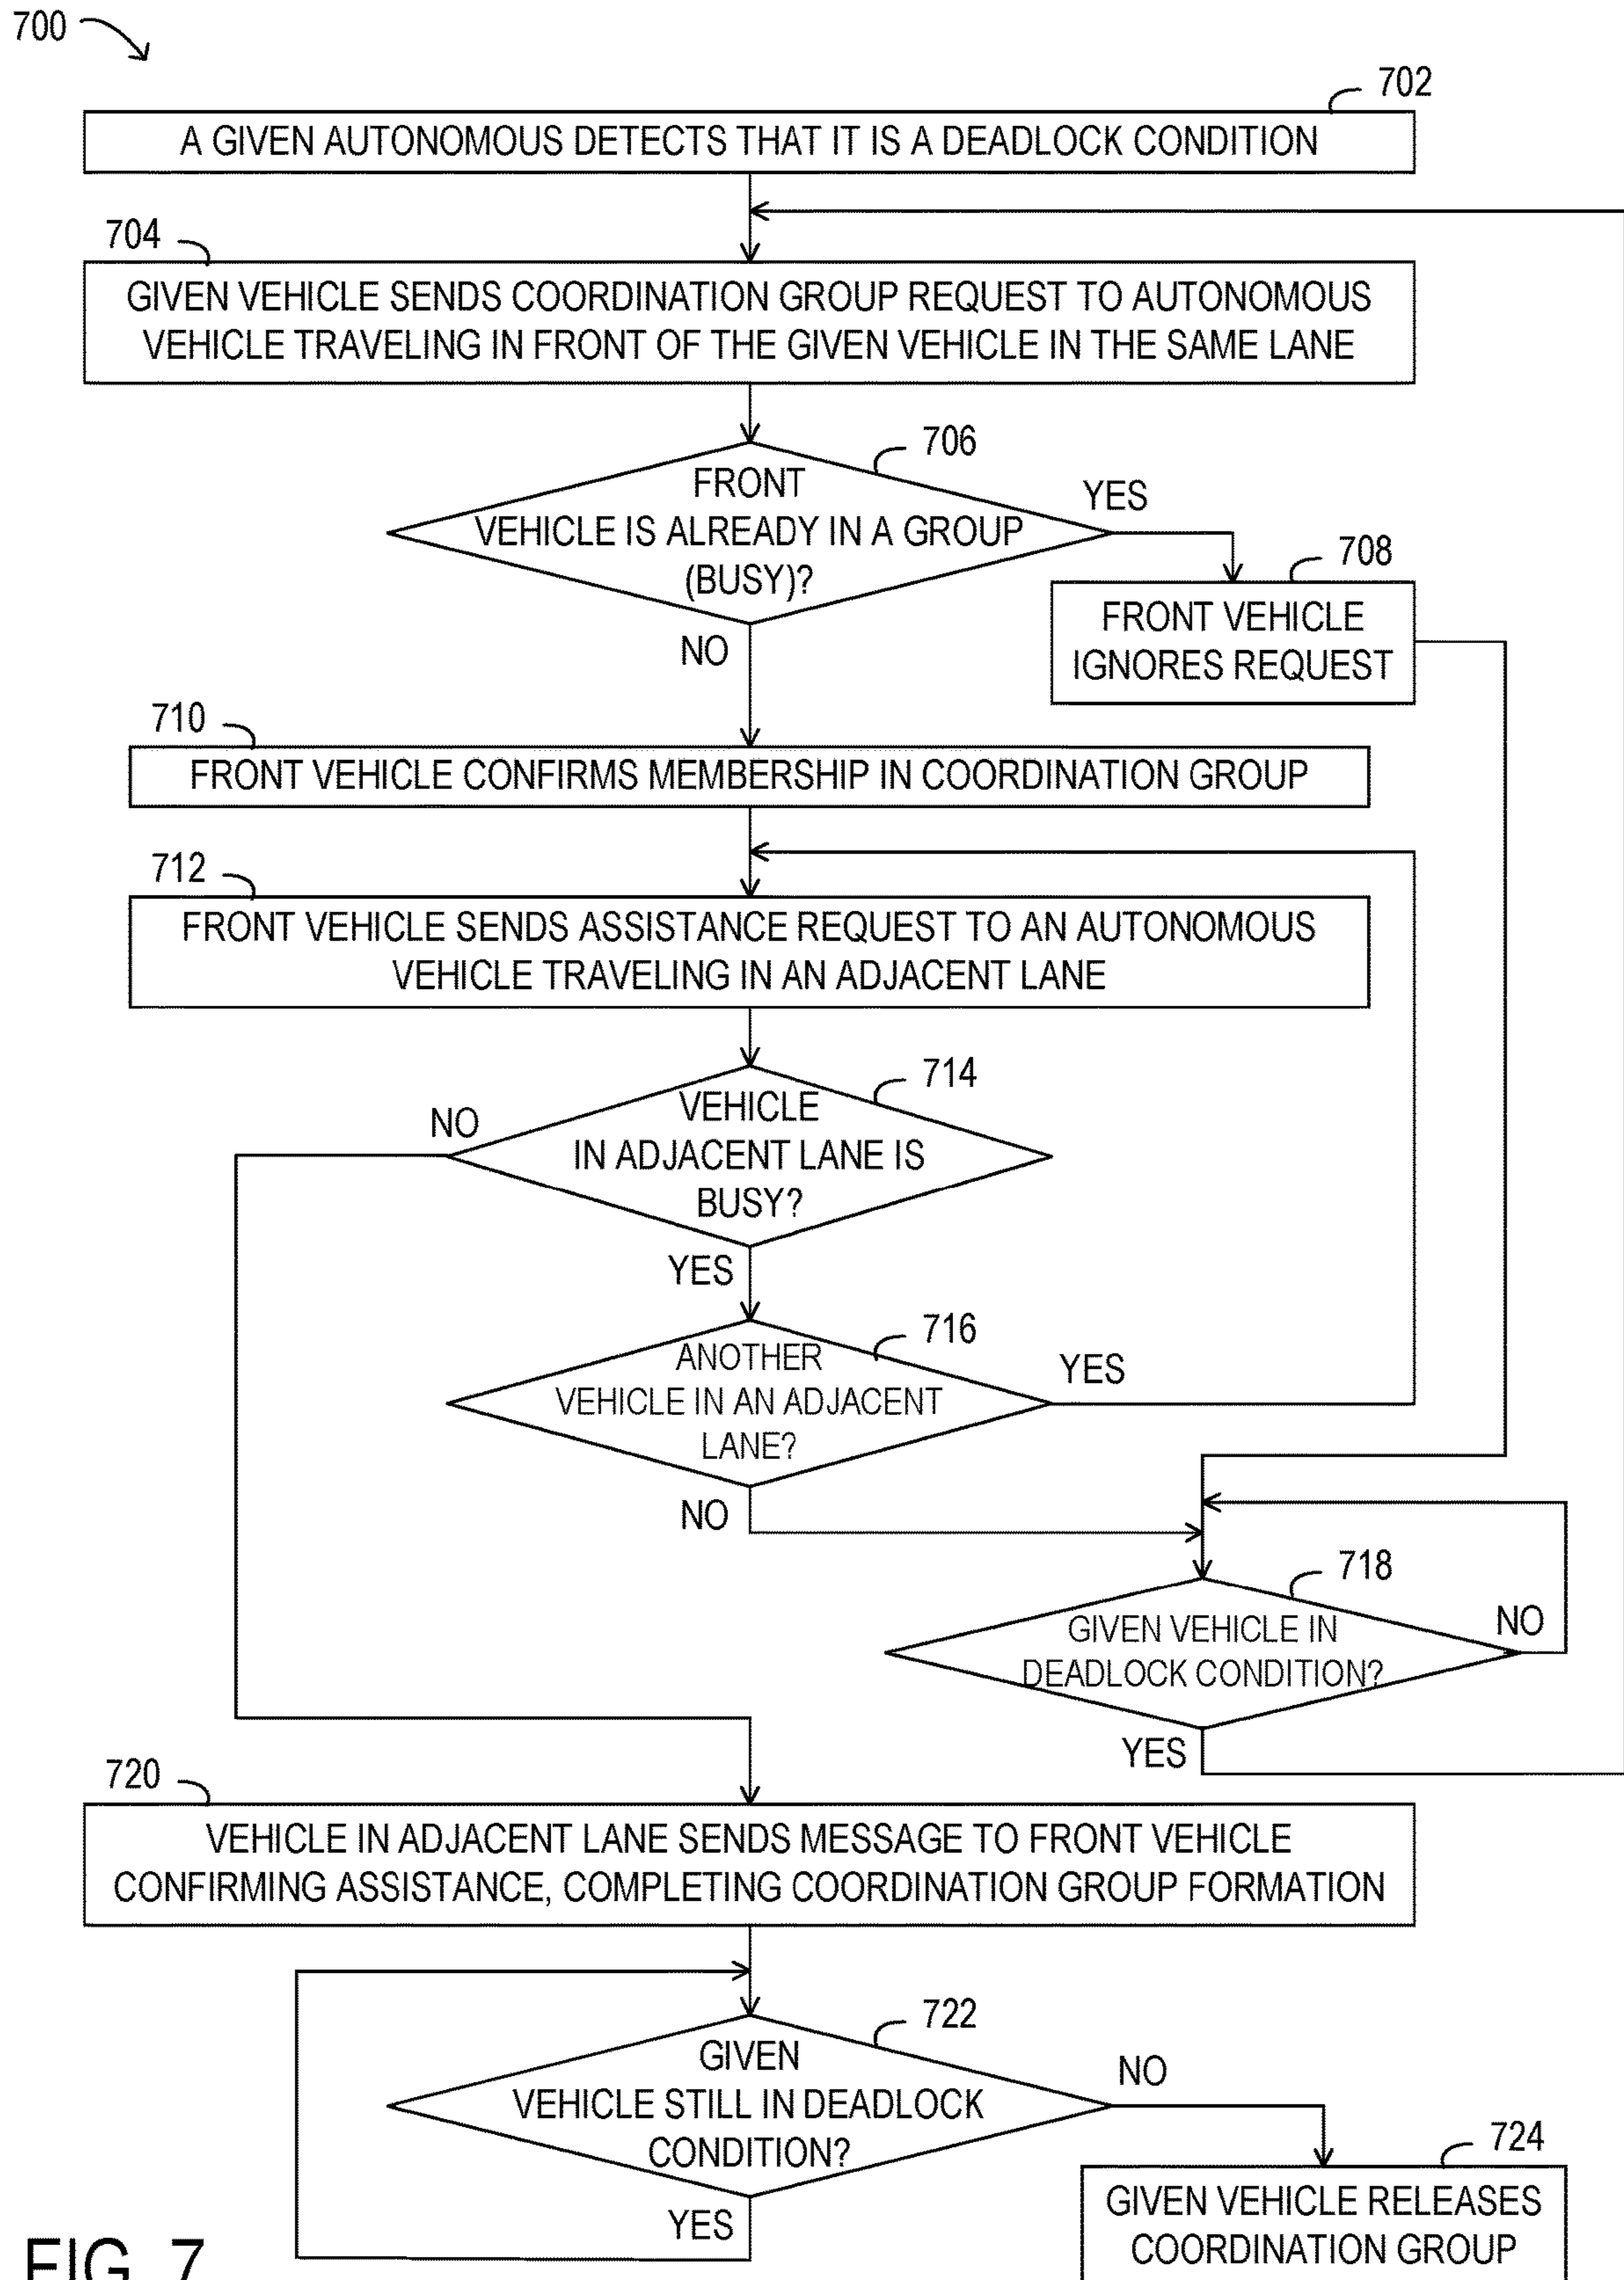 700
702
A GIVEN AUTONOMOUS DETECTS THAT IT IS A DEADLOCK CONDITION
704
GIVEN VEHICLE SENDS COORDINATION GROUP REQUEST TO AUTONOMOUS
VEHICLE TRAVELING IN FRONT OF THE GIVEN VEHICLE IN THE SAME LANE
706
FRONT
VEHICLE IS ALREADY IN A GROUP
(BUSY)?
YES
708
FRONT VEHICLE
IGNORES REQUEST
NO
710
FRONT VEHICLE CONFIRMS MEMBERSHIP IN COORDINATION GROUP
712
FRONT VEHICLE SENDS ASSISTANCE REQUEST TO AN AUTONOMOUS
VEHICLE TRAVELING IN AN ADJACENT LANE
714
NO
VEHICLE
IN ADJACENT LANE IS
BUSY?
YES
716
ANOTHER
VEHICLE IN AN ADJACENT
LANE?
YES
NO
718
GIVEN VEHICLE IN
DEADLOCK CONDITION?
NO
YES
720
VEHICLE IN ADJACENT LANE SENDS MESSAGE TO FRONT VEHICLE
CONFIRMING ASSISTANCE, COMPLETING COORDINATION GROUP FORMATION
722
GIVEN
VEHICLE STILL IN DEADLOCK
CONDITION?
NO
YES
724
GIVEN VEHICLE RELEASES
COORDINATION GROUP
FIG. 7